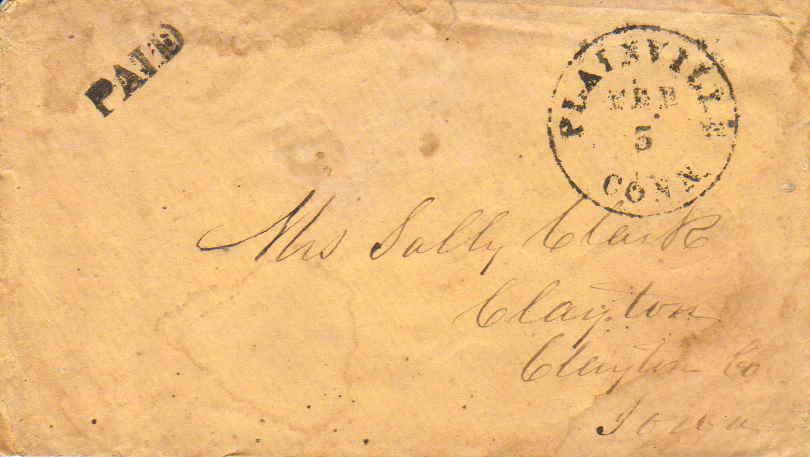 PAID
PLAINVILLE
FEB
5
CONN
Mrs Sally Clark
Clayton
Clayton Co
Iowa